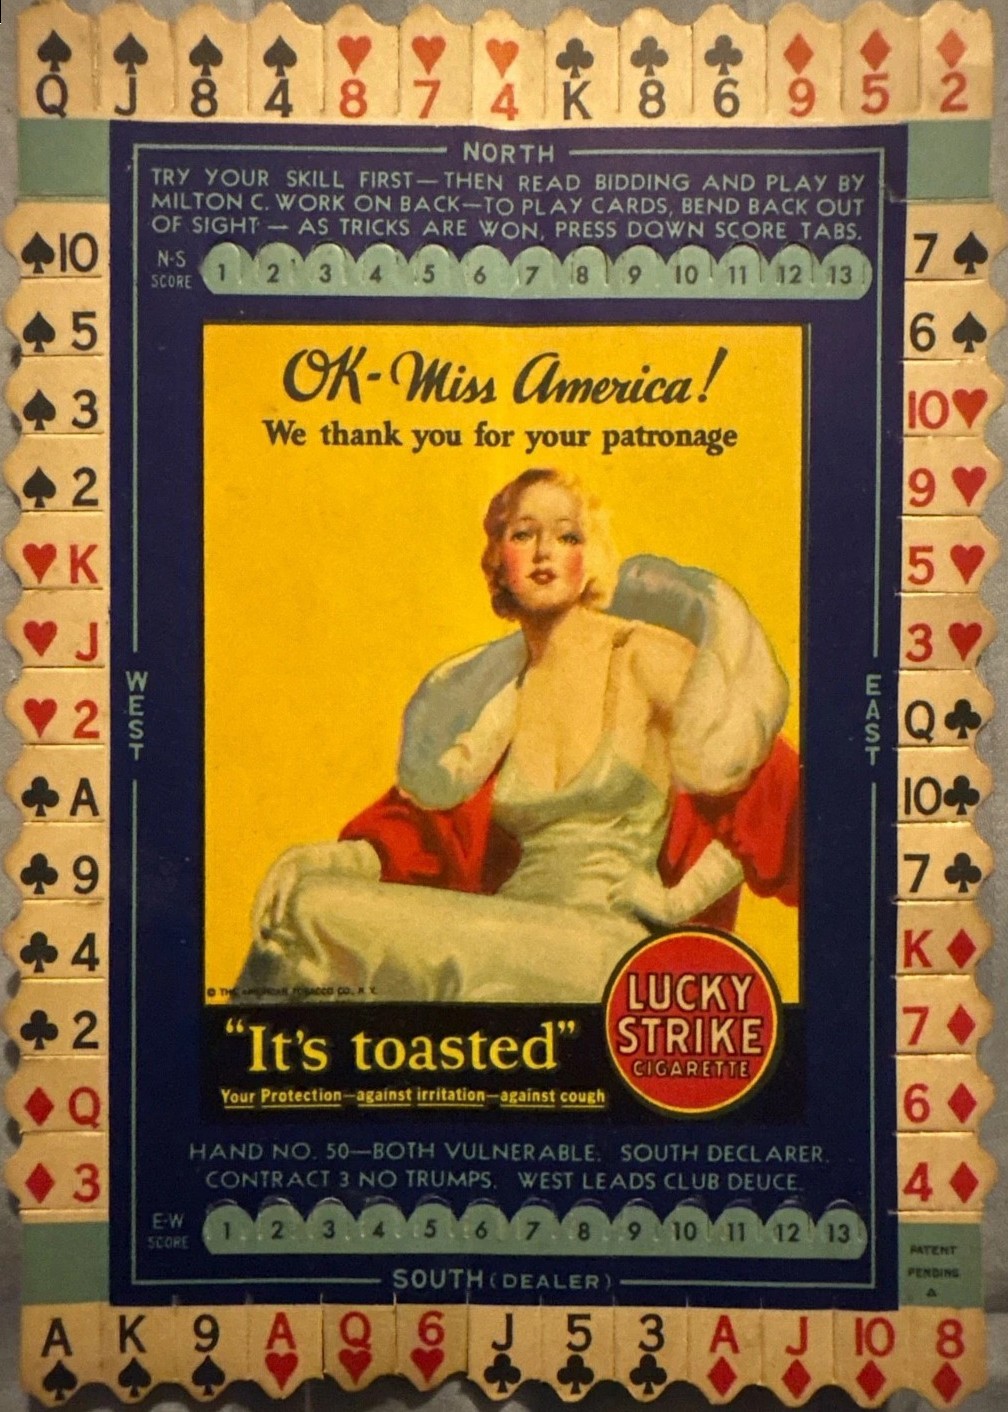 Q J 8 4 8 7 4 K 8 6 9 5 2
NORTH
TRY YOUR SKILL FIRST—THEN READ BIDDING AND PLAY BY
MILTON C. WORK ON BACK—TO PLAY CARDS, BEND BACK OUT
OF SIGHT — AS TRICKS ARE WON, PRESS DOWN SCORE TABS.
N-S
SCORE
1 2 3 4 5 6 7 8 9 10 11 12 13
10
5
3
2
K
J
2
A
9
4
2
Q
3
WEST
OK-Miss America!
We thank you for your patronage
© THE AMERICAN TOBACCO CO., N. Y.
"It's toasted"
Your Protection—against irritation—against cough
LUCKY
STRIKE
CIGARETTE
EAST
7
6
10
9
5
3
Q
10
7
K
7
6
4
HAND NO. 50—BOTH VULNERABLE. SOUTH DECLARER.
CONTRACT 3 NO TRUMPS. WEST LEADS CLUB DEUCE.
E-W
SCORE
1 2 3 4 5 6 7 8 9 10 11 12 13
PATENT
PENDING
SOUTH (DEALER)
A K 9 A Q 6 J 5 3 A J 10 8